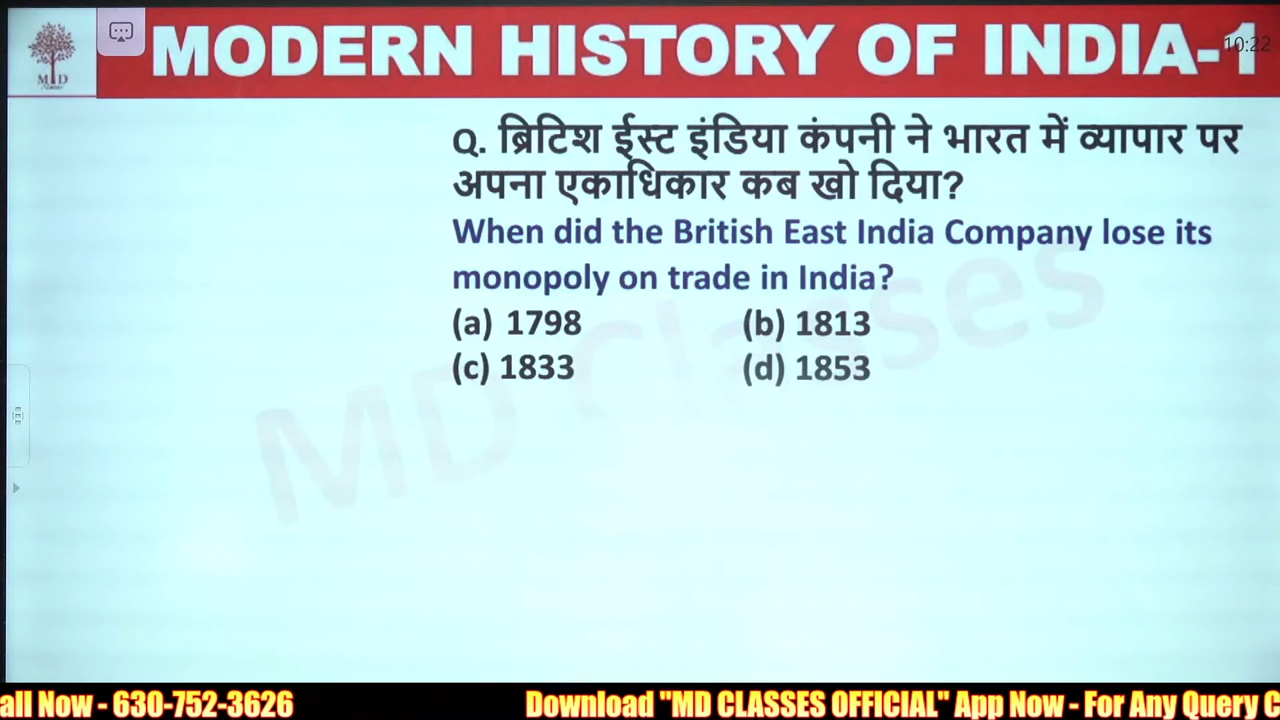 MD
MODERN HISTORY OF INDIA-1
10:22
Q. ब्रिटिश ईस्ट इंडिया कंपनी ने भारत में व्यापार पर
अपना एकाधिकार कब खो दिया?
When did the British East India Company lose its
monopoly on trade in India?
(a) 1798 (b) 1813
(c) 1833 (d) 1853
MD Classes
all Now - 630-752-3626 Download "MD CLASSES OFFICIAL" App Now - For Any Query C